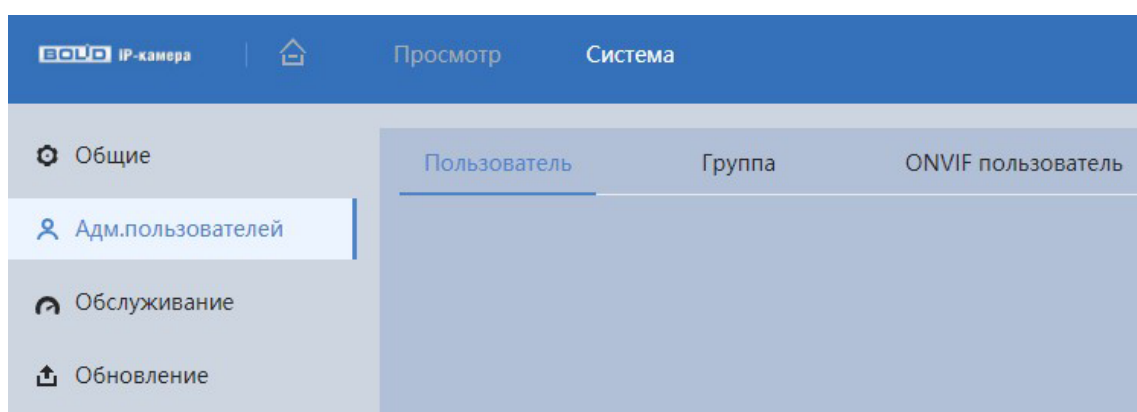 BOLID IP-камера Просмотр Система
Общие
Пользователь Группа ONVIF пользователь
Адм.пользователей
Обслуживание
Обновление